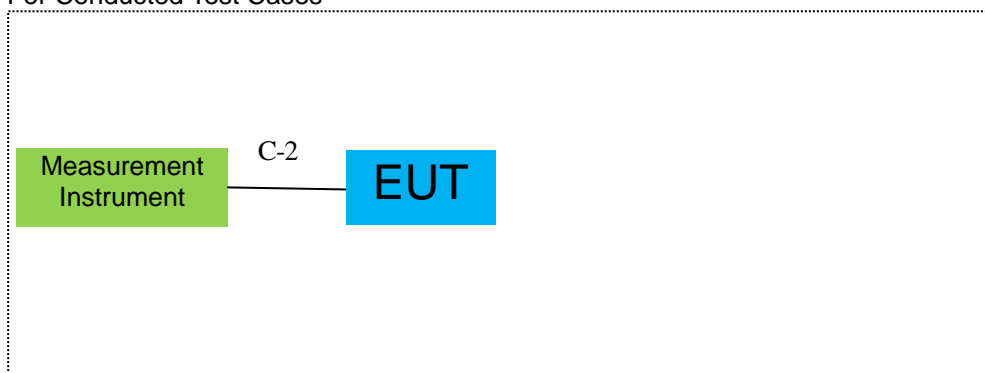 For Conducted Test Cases
C-2
Measurement
Instrument
EUT